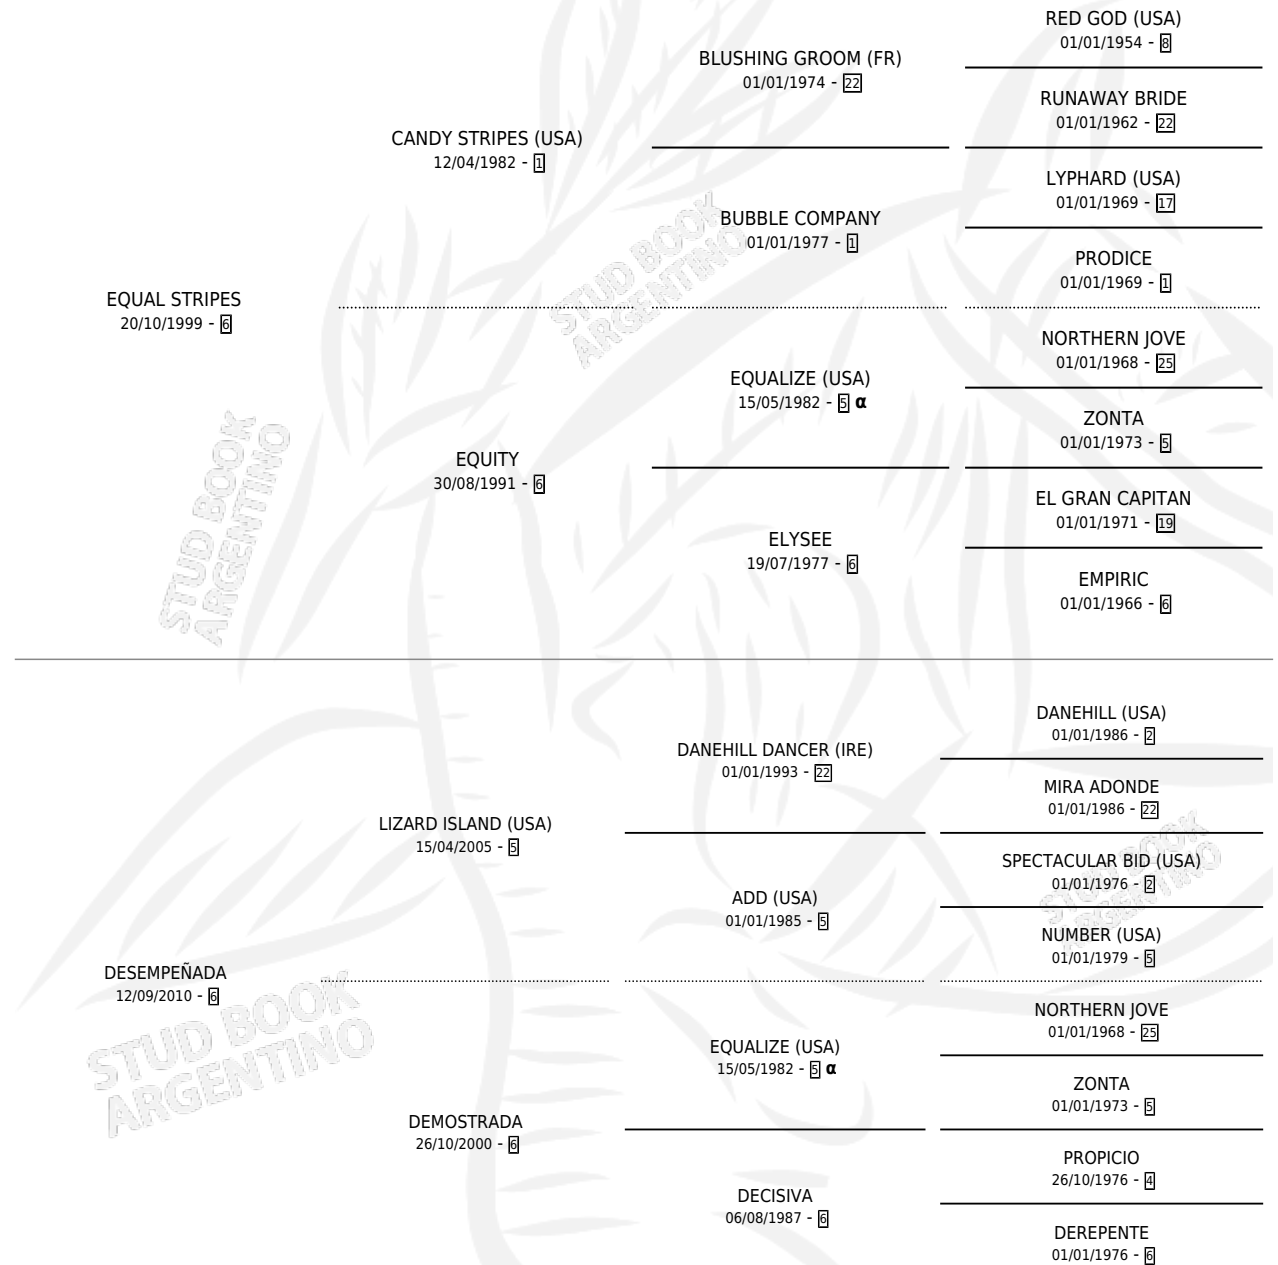 RED GOD (USA)
01/01/1954 - 8
BLUSHING GROOM (FR)
01/01/1974 - 22
RUNAWAY BRIDE
01/01/1962 - 22
CANDY STRIPES (USA)
12/04/1982 - 1
LYPHARD (USA)
01/01/1969 - 17
BUBBLE COMPANY
01/01/1977 - 1
PRODICE
01/01/1969 - 1
EQUAL STRIPES
20/10/1999 - 6
NORTHERN JOVE
01/01/1968 - 25
EQUALIZE (USA)
15/05/1982 - 5 α
ZONTA
01/01/1973 - 5
EQUITY
30/08/1991 - 6
EL GRAN CAPITAN
01/01/1971 - 19
ELYSEE
19/07/1977 - 6
EMPIRIC
01/01/1966 - 6
DANEHILL (USA)
01/01/1986 - 2
DANEHILL DANCER (IRE)
01/01/1993 - 22
MIRA ADONDE
01/01/1986 - 22
LIZARD ISLAND (USA)
15/04/2005 - 5
SPECTACULAR BID (USA)
01/01/1976 - 2
ADD (USA)
01/01/1985 - 5
NUMBER (USA)
01/01/1979 - 5
DESEMPEÑADA
12/09/2010 - 6
NORTHERN JOVE
01/01/1968 - 25
EQUALIZE (USA)
15/05/1982 - 5 α
ZONTA
01/01/1973 - 5
DEMOSTRADA
26/10/2000 - 6
PROPICIO
26/10/1976 - 4
DECISIVA
06/08/1987 - 6
DEREPENTE
01/01/1976 - 6
STUD BOOK
ARGENTINO
STUD BOOK
ARGENTINO
STUD BOOK
ARGENTINO
STUD BOOK
ARGENTINO